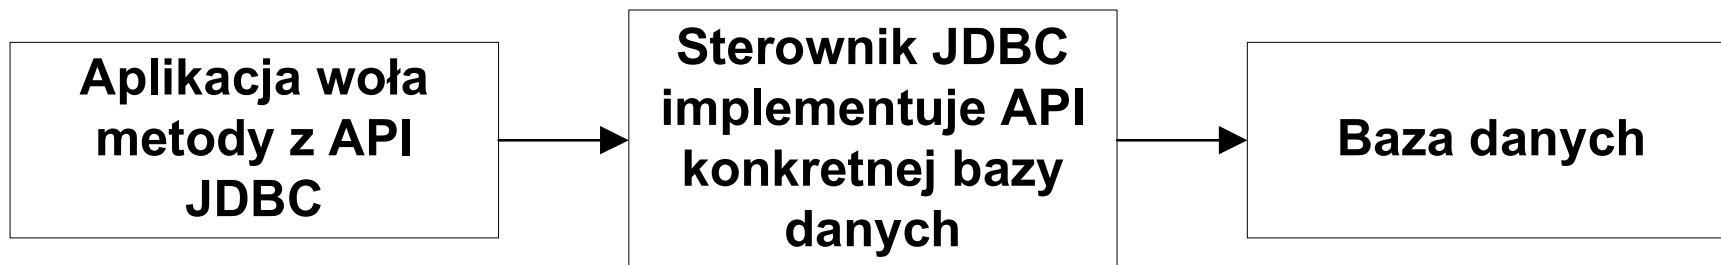 Aplikacja woła
metody z API
JDBC
Sterownik JDBC
implementuje API
konkretnej bazy
danych
Baza danych